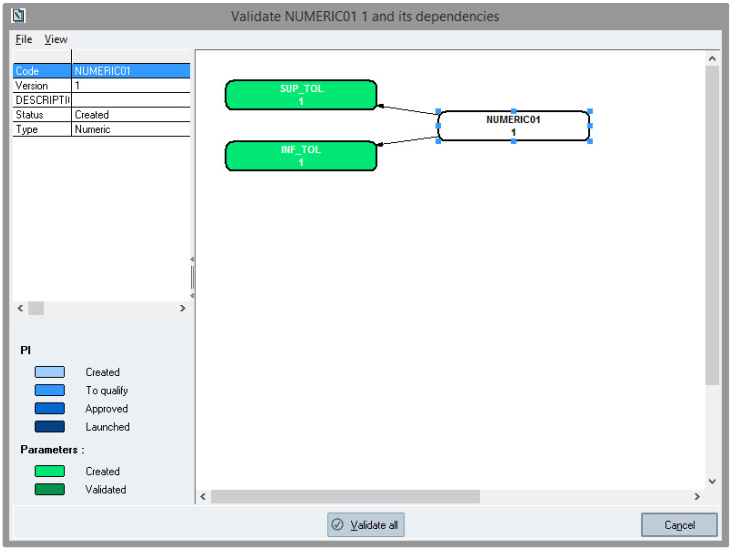 Validate NUMERIC01 1 and its dependencies
File View
Code NUMERIC01
Version 1
DESCRIPTI
Status Created
Type Numeric
SUP_TOL
1
NUMERIC01
1
INF_TOL
1
PI
Created
To qualify
Approved
Launched
Parameters :
Created
Validated
Validate all
Cancel